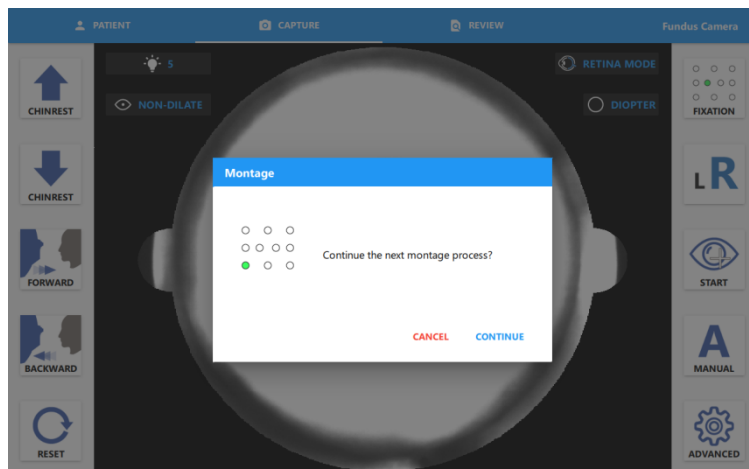 PATIENT
CAPTURE
REVIEW
Fundus Camera
S
RETINA MODE
NON-DILATE
DIOPTER
CHINREST
FIXATION
Montage
CHINREST
L R
Continue the next montage process?
FORWARD
START
CANCEL CONTINUE
BACKWARD
A
MANUAL
RESET
ADVANCED